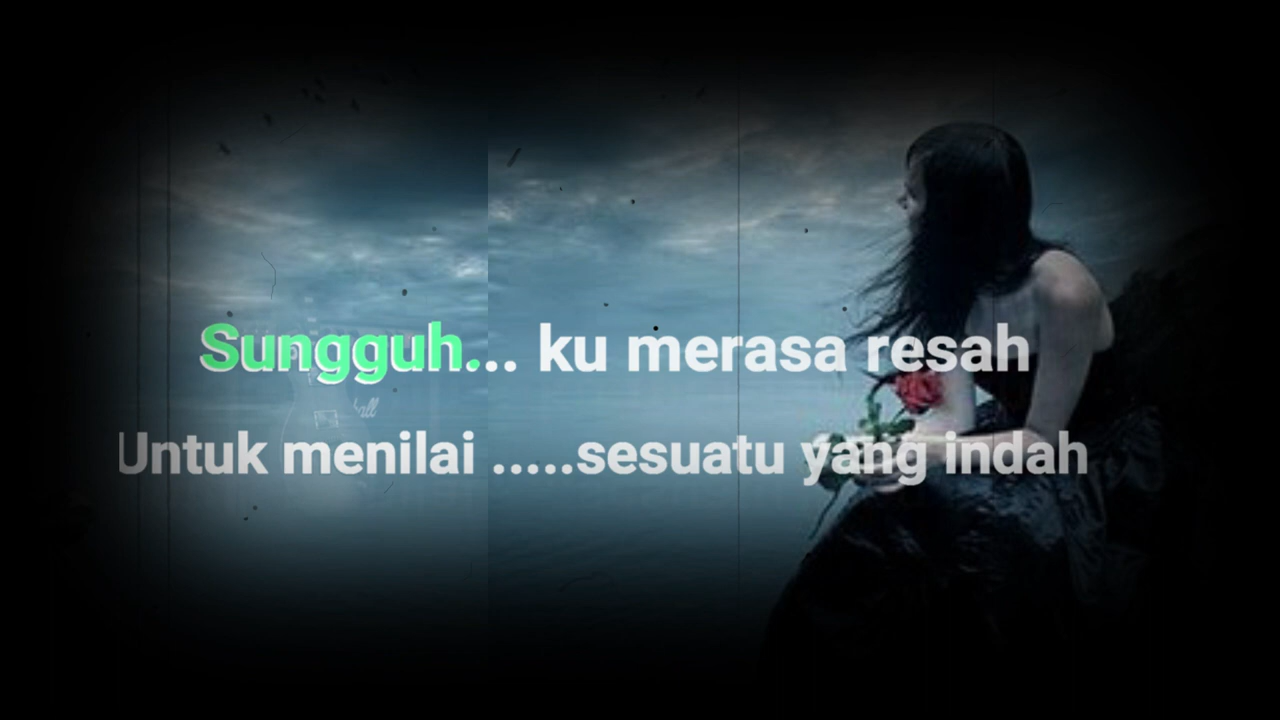 Sungguh... ku merasa resah
Untuk menilai .....sesuatu yang indah